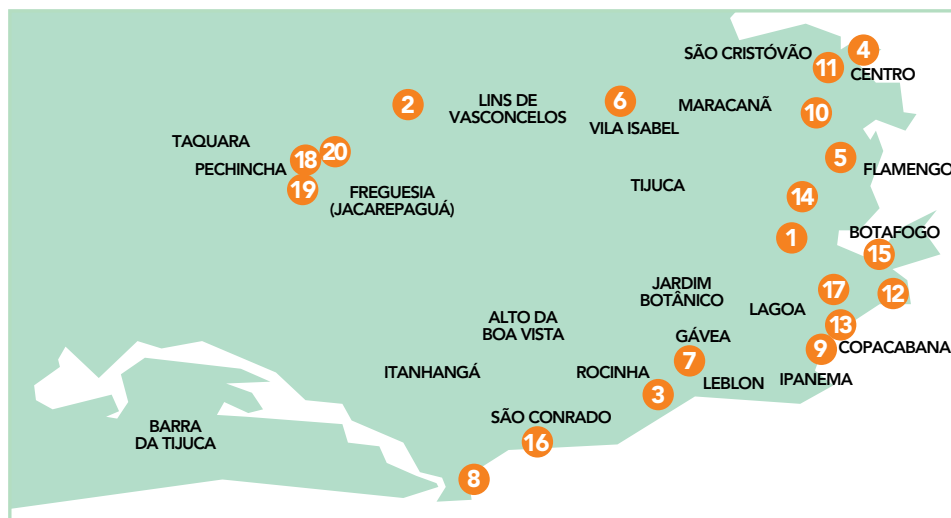 4
SÃO CRISTÓVÃO
11
CENTRO
2
6
LINS DE
VASCONCELOS
MARACANÃ
10
VILA ISABEL
TAQUARA
20
18
PECHINCHA
5
FLAMENGO
19
FREGUESIA
(JACAREPAGUÁ)
TIJUCA
14
BOTAFOGO
1
15
JARDIM
BOTÂNICO
17
12
LAGOA
ALTO DA
BOA VISTA
13
GÁVEA
COPACABANA
9
7
ITANHANGÁ
ROCINHA
IPANEMA
LEBLON
3
SÃO CONRADO
BARRA
DA TIJUCA
16
8